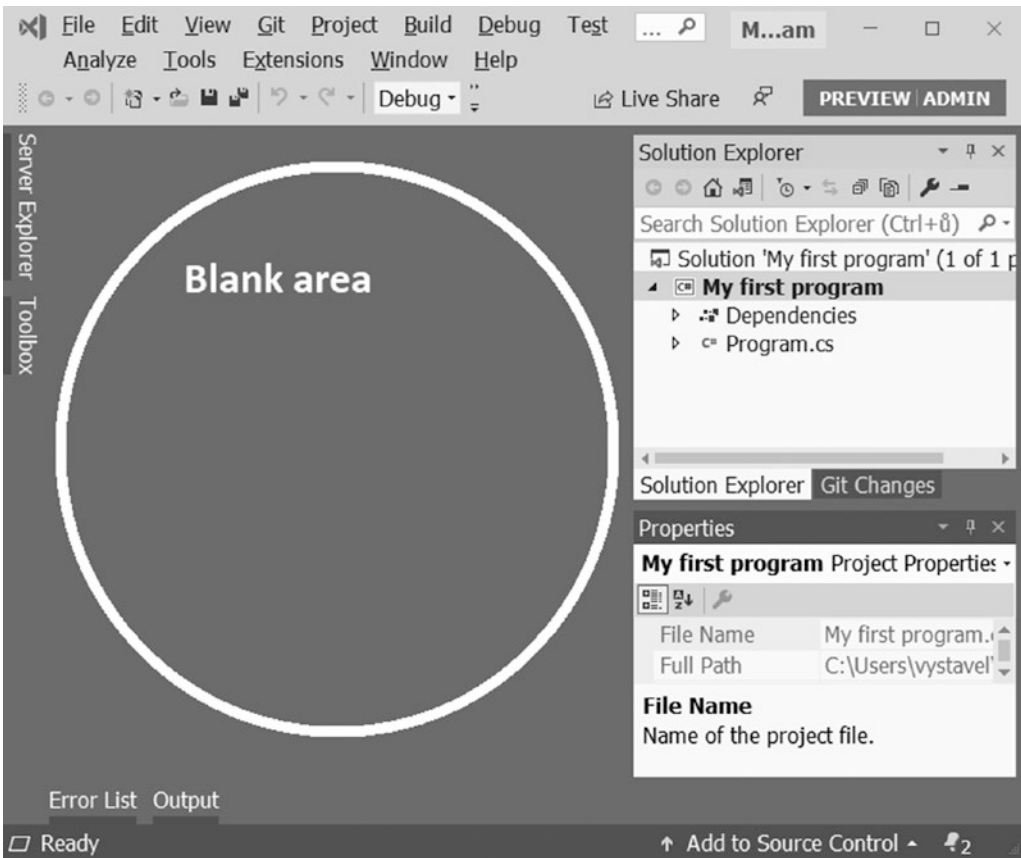 File Edit View Git Project Build Debug Test ... M...am
Analyze Tools Extensions Window Help
Debug Live Share PREVIEW ADMIN
Server Explorer
Toolbox
Blank area
Solution Explorer
Search Solution Explorer (Ctrl+ů)
Solution 'My first program' (1 of 1 p
C# My first program
Dependencies
C# Program.cs
Solution Explorer Git Changes
Properties
My first program Project Properties
File Name My first program.
Full Path C:\Users\vystavel\
File Name
Name of the project file.
Error List Output
Ready Add to Source Control 2